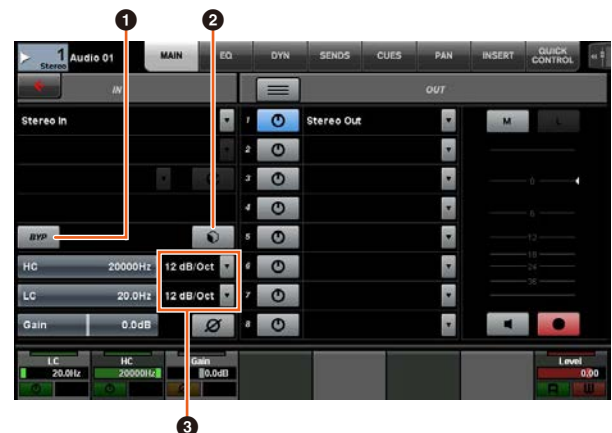 1 2
1 Stereo Audio 01 MAIN EQ DYN SENDS CUES PAN INSERT QUICK CONTROL
IN OUT
Stereo In 1 Stereo Out M L
2
3 0
4 6
BYP 5 12
18
HC 20000Hz 12 dB/Oct 6 24
36
LC 20.0Hz 12 dB/Oct 7
Gain 0.0dB 8
LC HC Gain Level
20.0Hz 20000Hz 0.0dB 0.00
R W
3